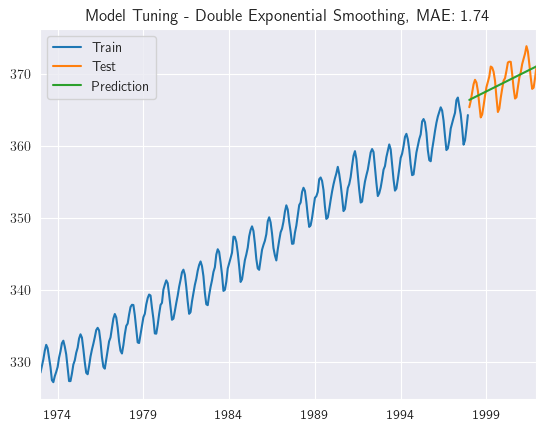 Model Tuning - Double Exponential Smoothing, MAE: 1.74
Train
Test
Prediction
370
360
350
340
330
1974 1979 1984 1989 1994 1999